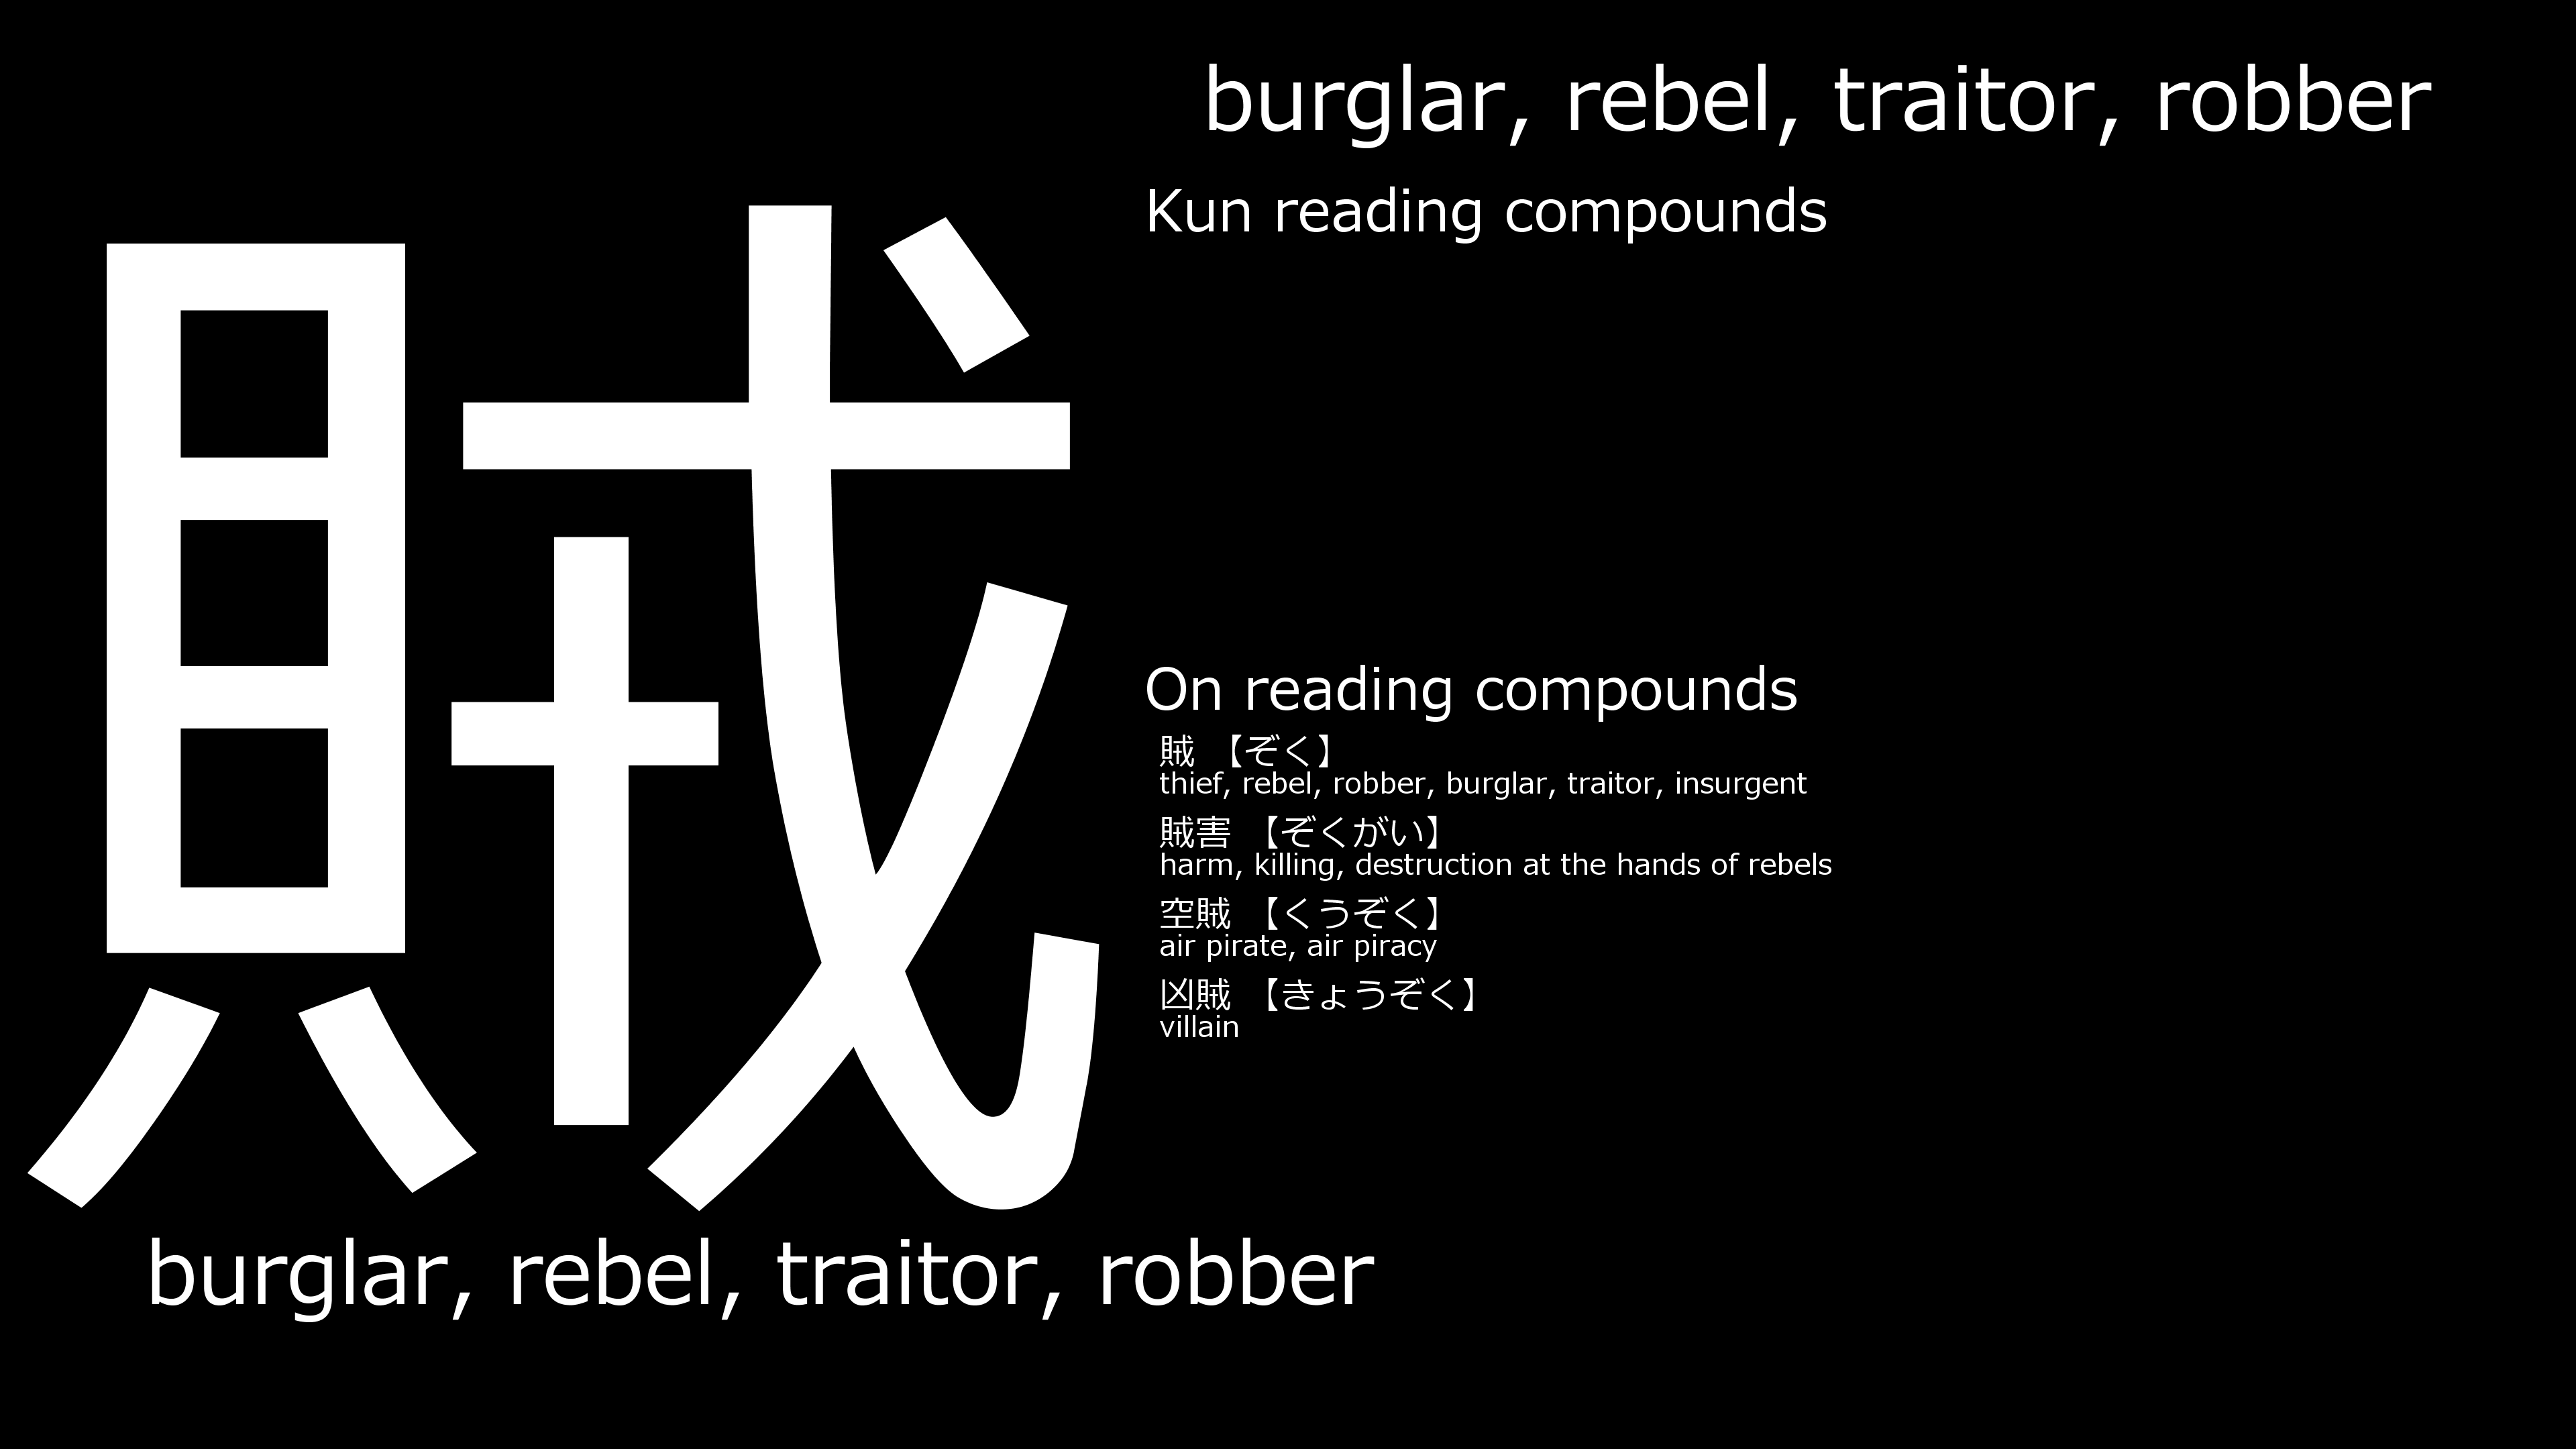 賊
burglar, rebel, traitor, robber
Kun reading compounds
On reading compounds
賊 【ぞく】
thief, rebel, robber, burglar, traitor, insurgent
賊害 【ぞくがい】
harm, killing, destruction at the hands of rebels
空賊 【くうぞく】
air pirate, air piracy
凶賊 【きょうぞく】
villain
burglar, rebel, traitor, robber